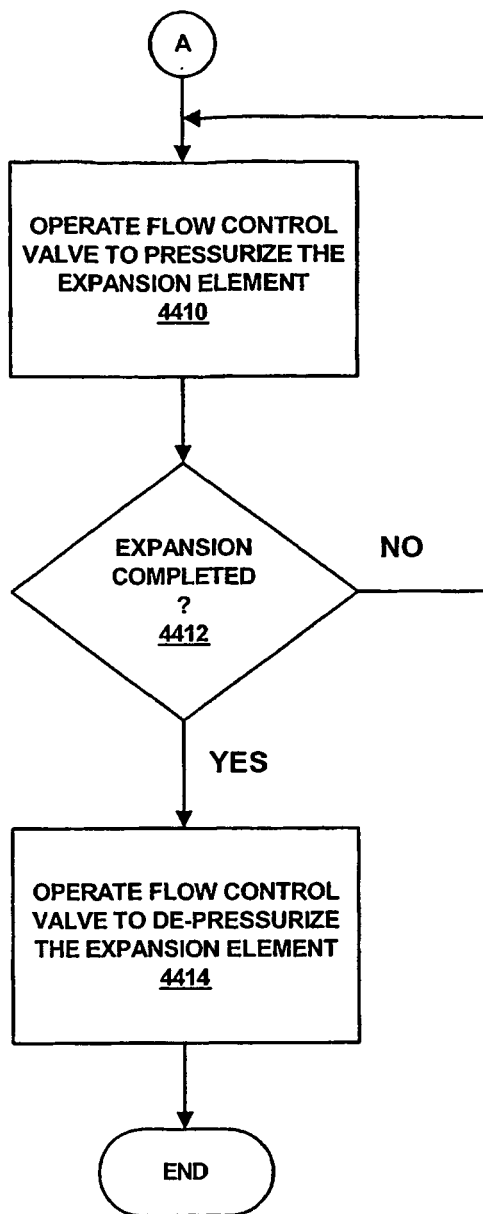 A
OPERATE FLOW CONTROL
VALVE TO PRESSURIZE THE
EXPANSION ELEMENT
4410
EXPANSION
COMPLETED
?
4412
NO
YES
OPERATE FLOW CONTROL
VALVE TO DE-PRESSURIZE
THE EXPANSION ELEMENT
4414
END